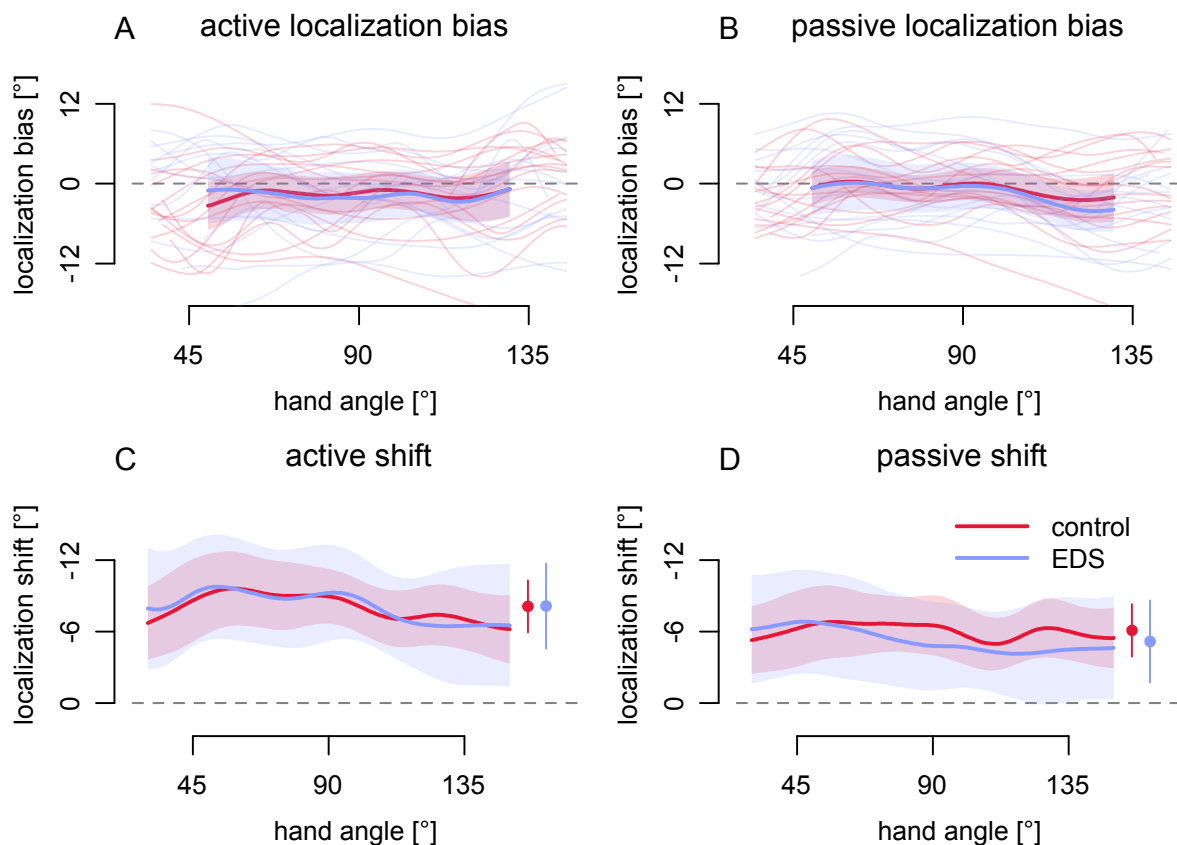 A active localization bias
localization bias [°]
12
0
-12
45 90 135
hand angle [°]
B passive localization bias
localization bias [°]
12
0
-12
45 90 135
hand angle [°]
C active shift
localization shift [°]
-12
-6
0
45 90 135
hand angle [°]
D passive shift
control
EDS
localization shift [°]
-12
-6
0
45 90 135
hand angle [°]